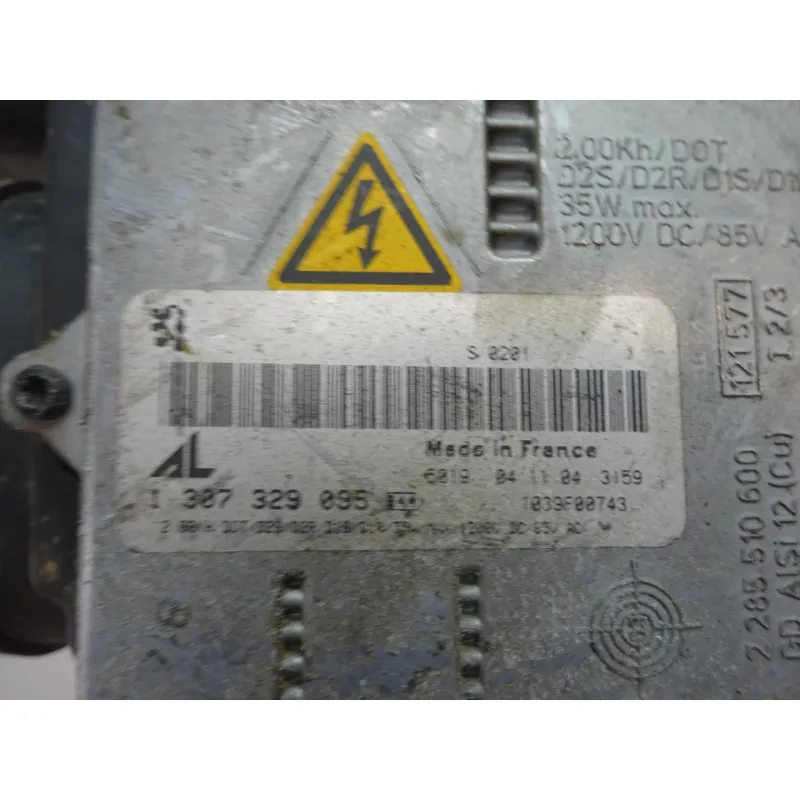 2,00Kh/DOT
D2S/D2R/D1S/D1
35W max.
1200V DC/85V A
121577
I 2/3
S 0201
Made in France
AL
6019 04 11 04 3159
1 307 329 095
1039F00743
2 285 510 600
GD AlSi 12 (Cu)